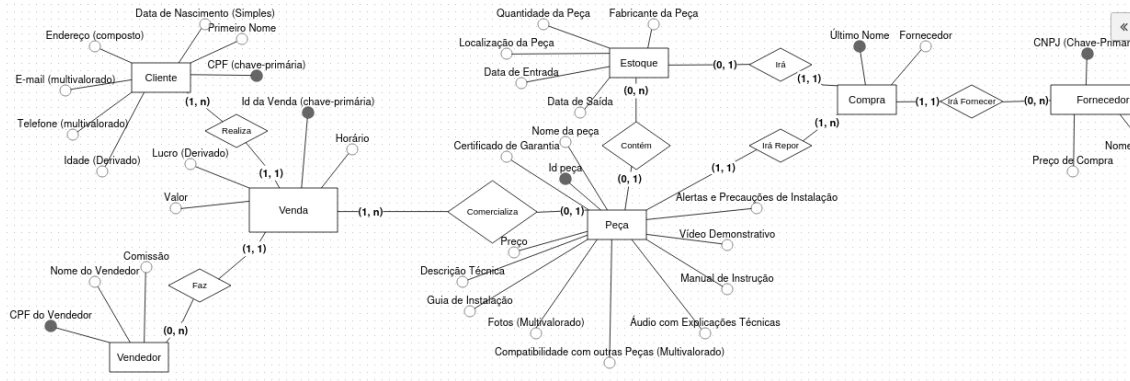 Data de Nascimento (Simples)
Primeiro Nome
Endereço (composto)
CPF (chave-primária)
Cliente
E-mail (multivalorado)
Telefone (multivalorado)
Idade (Derivado)
(1, n)
Realiza
(1, 1)
Id da Venda (chave-primária)
Horário
Lucro (Derivado)
Valor
Venda
(1, n)
Comercializa
(0, 1)
(1, 1)
Faz
(0, n)
Comissão
Nome do Vendedor
CPF do Vendedor
Vendedor
Quantidade da Peça
Fabricante da Peça
Localização da Peça
Data de Entrada
Data de Saída
Estoque
(0, 1)
Irá
(1, 1)
(0, n)
Contém
(0, 1)
Último Nome
Fornecedor
Compra
(1, 1)
Irá Fornecer
(0, n)
(1, n)
Irá Repor
(1, 1)
CNPJ (Chave-Primár
Fornecedor
Nome
Preço de Compra
Nome da peça
Certificado de Garantia
Id peça
Peça
Alertas e Precauções de Instalação
Vídeo Demonstrativo
Manual de Instrução
Áudio com Explicações Técnicas
Preço
Descrição Técnica
Guia de Instalação
Fotos (Multivalorado)
Compatibilidade com outras Peças (Multivalorado)